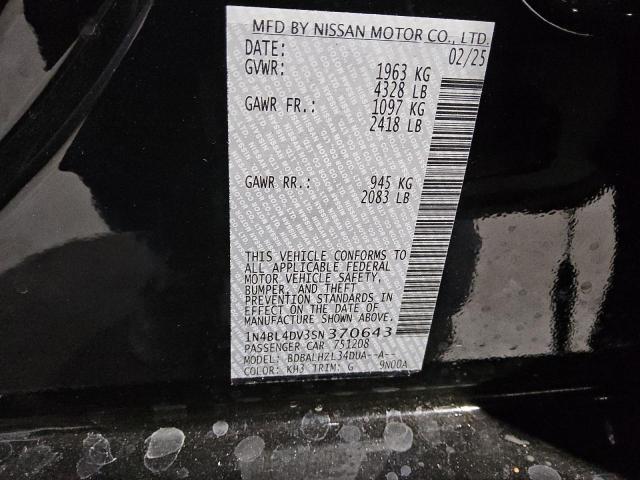 MFD BY NISSAN MOTOR CO., LTD.
DATE: 02/25
GVWR: 1963 KG
4328 LB
GAWR FR.: 1097 KG
2418 LB
GAWR RR.: 945 KG
2083 LB
THIS VEHICLE CONFORMS TO
ALL APPLICABLE FEDERAL
MOTOR VEHICLE SAFETY,
BUMPER, AND THEFT
PREVENTION STANDARDS IN
EFFECT ON THE DATE OF
MANUFACTURE SHOWN ABOVE.
1N4BL4DV3SN370643
PASSENGER CAR 751208
MODEL: BDBALHZL34DUA--A--
COLOR: KH3 TRIM: G 9N00A